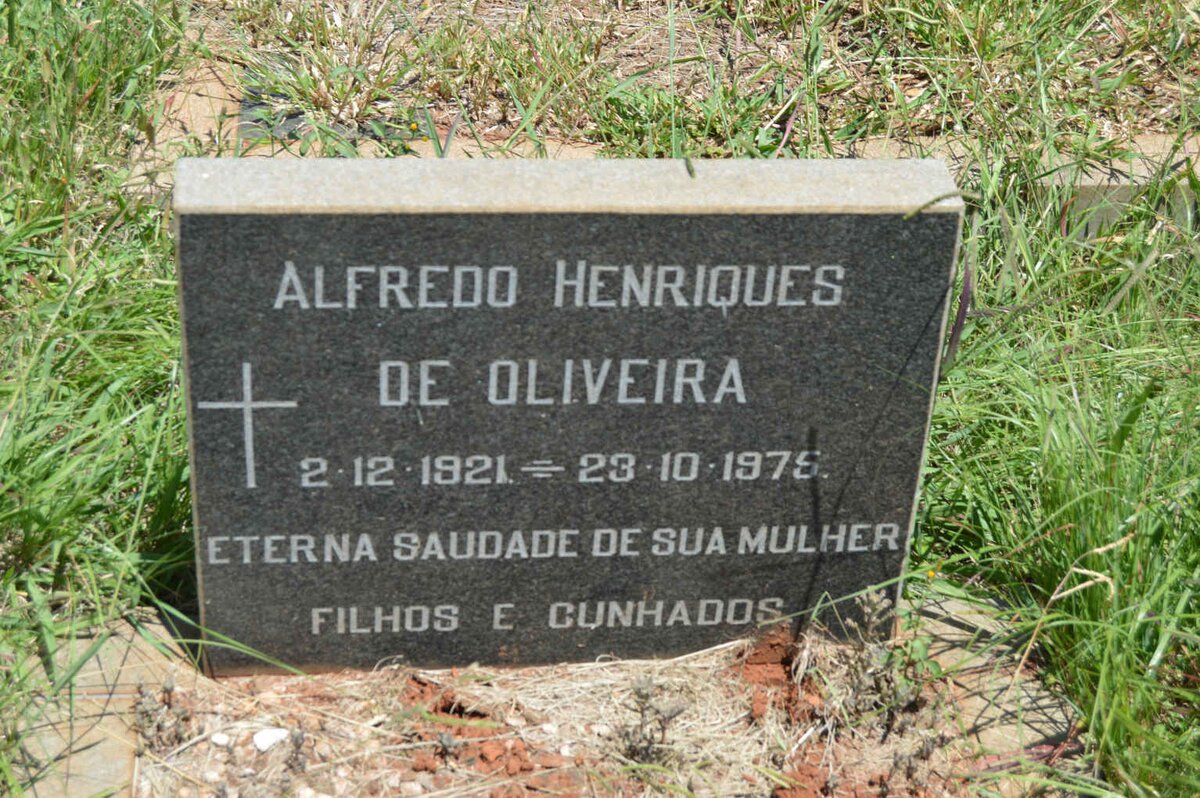 ALFREDO HENRIQUES
DE OLIVEIRA
2·12·1921.÷23·10·1975.
ETERNA SAUDADE DE SUA MULHER
FILHOS E CUNHADOS